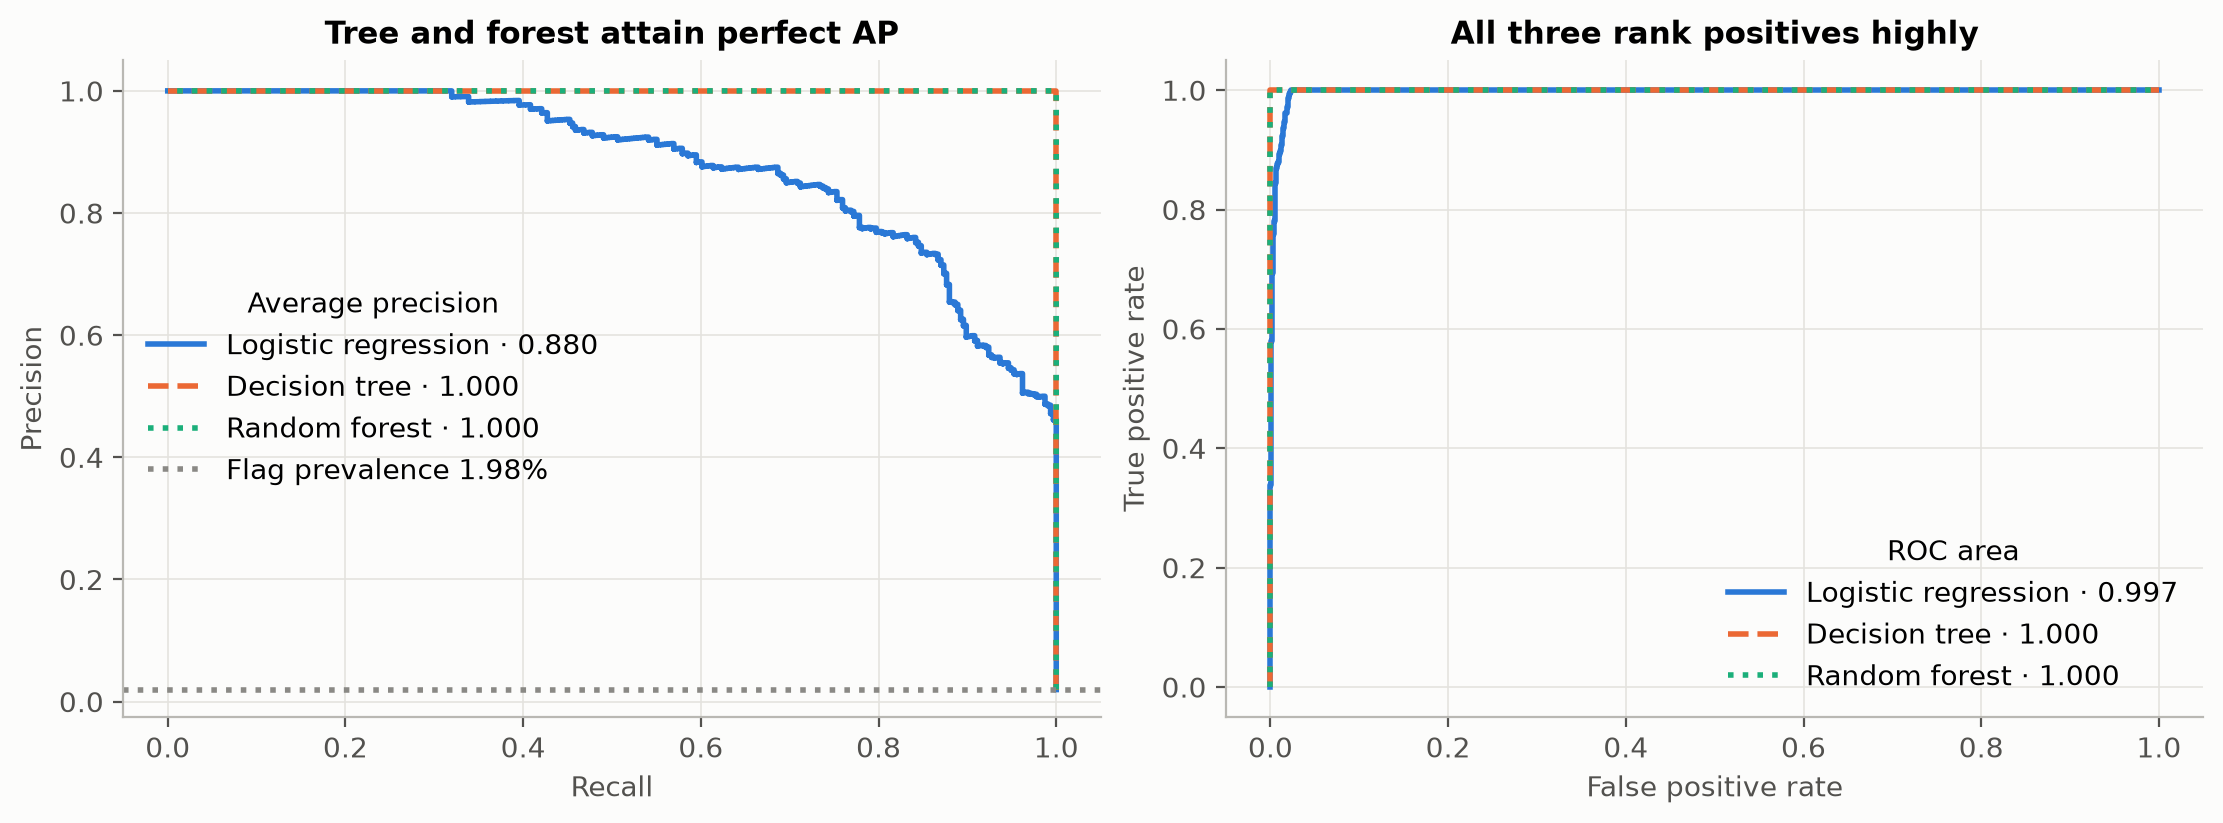 Tree and forest attain perfect AP
1.0
0.8
0.6
0.4
0.2
0.0
Precision
Average precision
Logistic regression · 0.880
Decision tree · 1.000
Random forest · 1.000
Flag prevalence 1.98%
0.0 0.2 0.4 0.6 0.8 1.0
Recall
All three rank positives highly
1.0
0.8
0.6
0.4
0.2
0.0
True positive rate
ROC area
Logistic regression · 0.997
Decision tree · 1.000
Random forest · 1.000
0.0 0.2 0.4 0.6 0.8 1.0
False positive rate